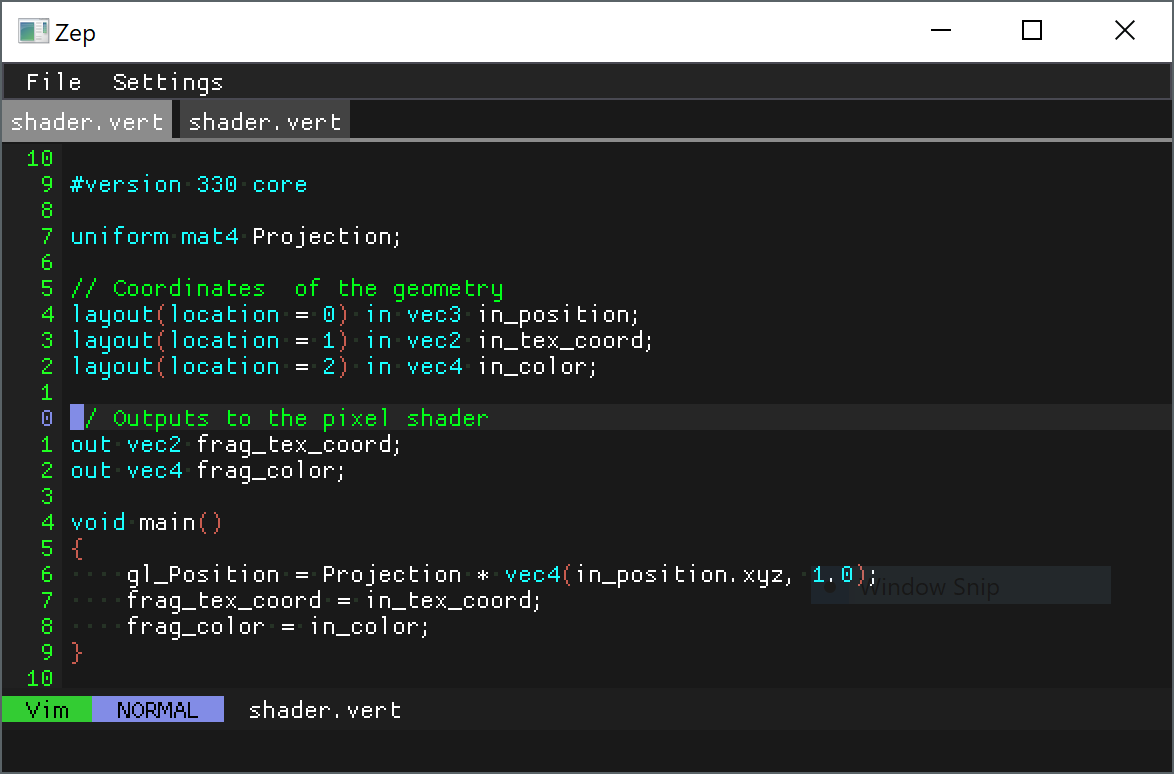 Zep
File Settings
shader.vert shader.vert
10
9 #version 330 core
8
7 uniform mat4 Projection;
6
5 // Coordinates  of the geometry
4 layout(location = 0) in vec3 in_position;
3 layout(location = 1) in vec2 in_tex_coord;
2 layout(location = 2) in vec4 in_color;
1
0 / Outputs to the pixel shader
1 out vec2 frag_tex_coord;
2 out vec4 frag_color;
3
4 void main()
5 {
6     gl_Position = Projection * vec4(in_position.xyz, 1.0);
Window Snip
7     frag_tex_coord = in_tex_coord;
8     frag_color = in_color;
9 }
10
Vim NORMAL shader.vert